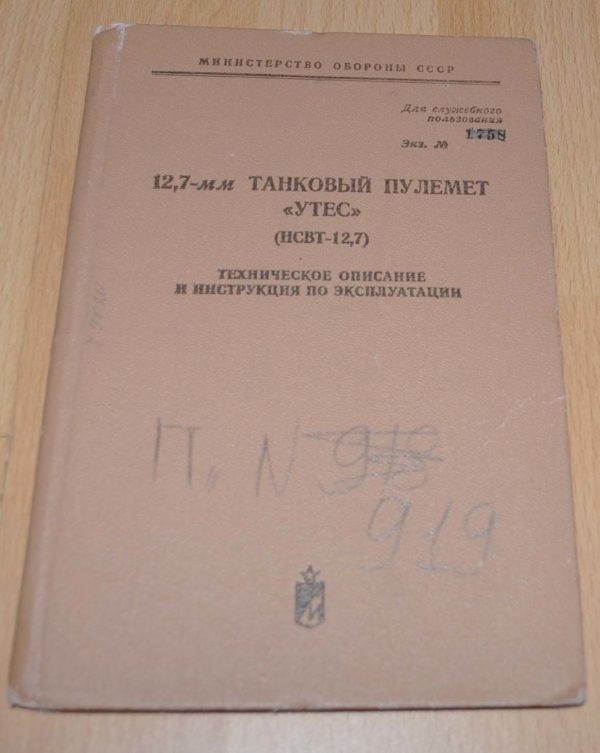 МИНИСТЕРСТВО ОБОРОНЫ СССР
Для служебного
пользования
Экз. № 1758
12,7-мм ТАНКОВЫЙ ПУЛЕМЕТ
«УТЕС»
(НСВТ-12,7)
ТЕХНИЧЕСКОЕ ОПИСАНИЕ
И ИНСТРУКЦИЯ ПО ЭКСПЛУАТАЦИИ
П. N
919